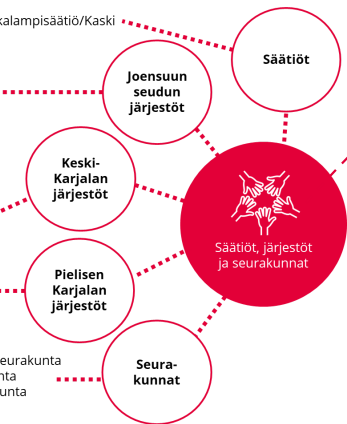 kalampisäätiö/Kaski
Säätiöt
Joensuun
seudun
järjestöt
Keski-
Karjalan
järjestöt
Säätiöt, järjestöt
ja seurakunnat
Pielisen
Karjalan
järjestöt
Seura-
kunnat
eurakunta
nta
unta